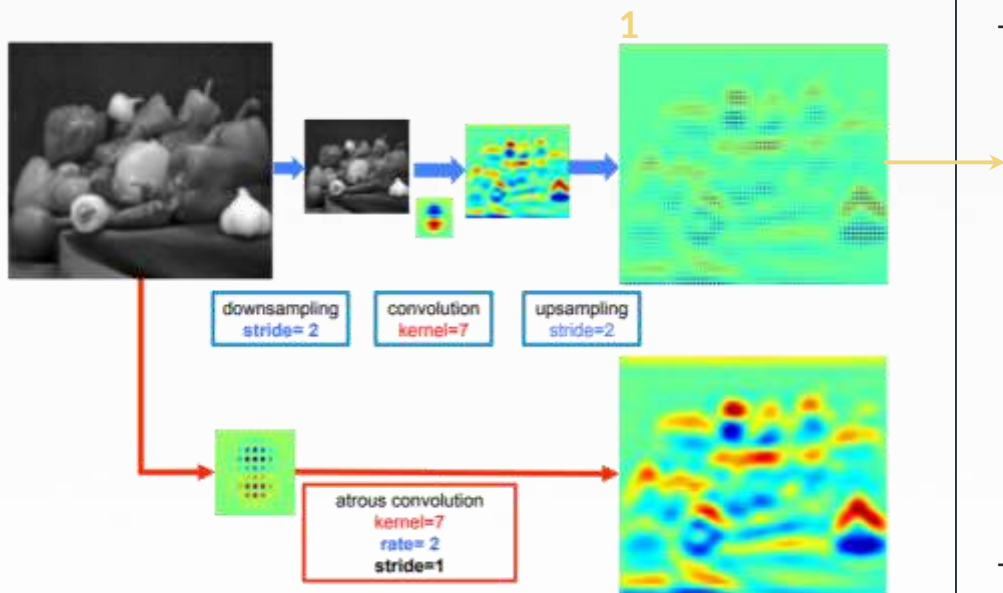 1
downsampling
stride= 2
convolution
kernel=7
upsampling
stride=2
atrous convolution
kernel=7
rate= 2
stride=1